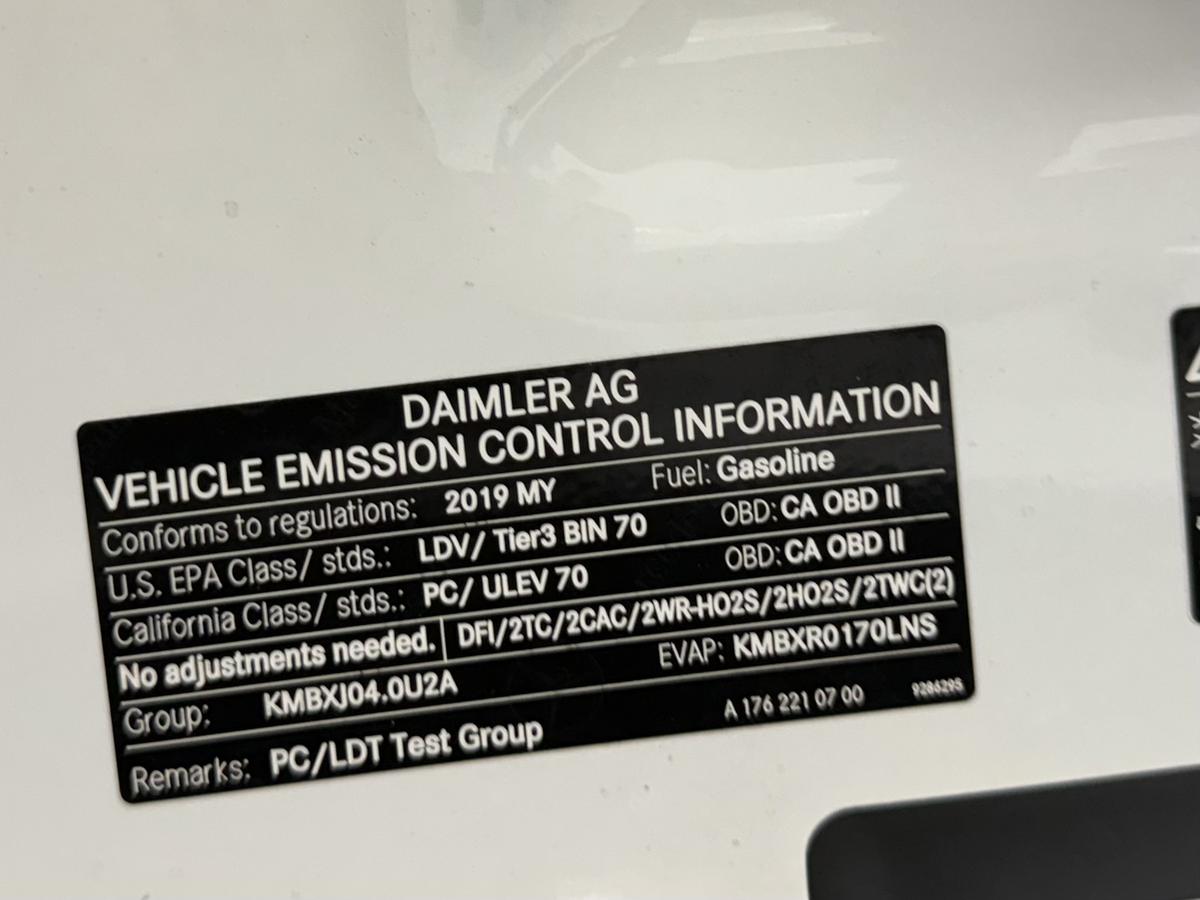 DAIMLER AG
VEHICLE EMISSION CONTROL INFORMATION
Conforms to regulations: 2019 MY Fuel: Gasoline
U.S. EPA Class/ stds.: LDV/ Tier3 BIN 70 OBD: CA OBD II
California Class/ stds.: PC/ ULEV 70 OBD: CA OBD II
No adjustments needed. DFI/2TC/2CAC/2WR-HO2S/2HO2S/2TWC(2)
Group: KMBXJ04.0U2A EVAP: KMBXR0170LNS
Remarks: PC/LDT Test Group A 176 221 07 00 9286295